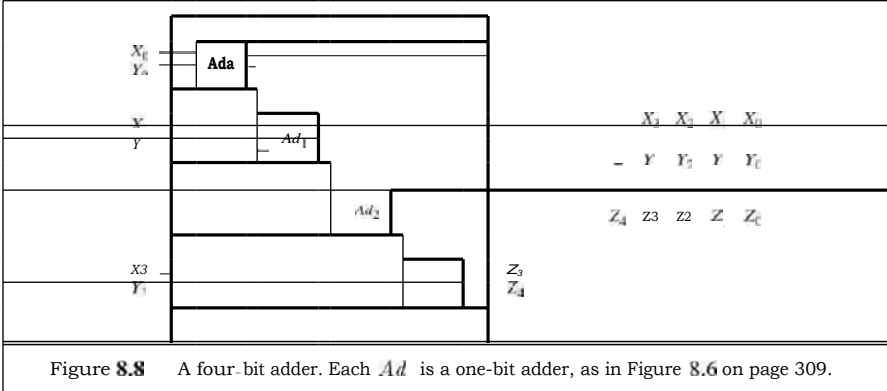 X₀
Y₀
Ada
X
Y
Ad₁
Ad₂
X3
Y₃
Z₃
Z₄
X₃ X₂ X X₀
– Y Y₂ Y Y₀
Z₄ Z3 Z2 Z Z₀
Figure 8.8 A four-bit adder. Each Ad is a one-bit adder, as in Figure 8.6 on page 309.